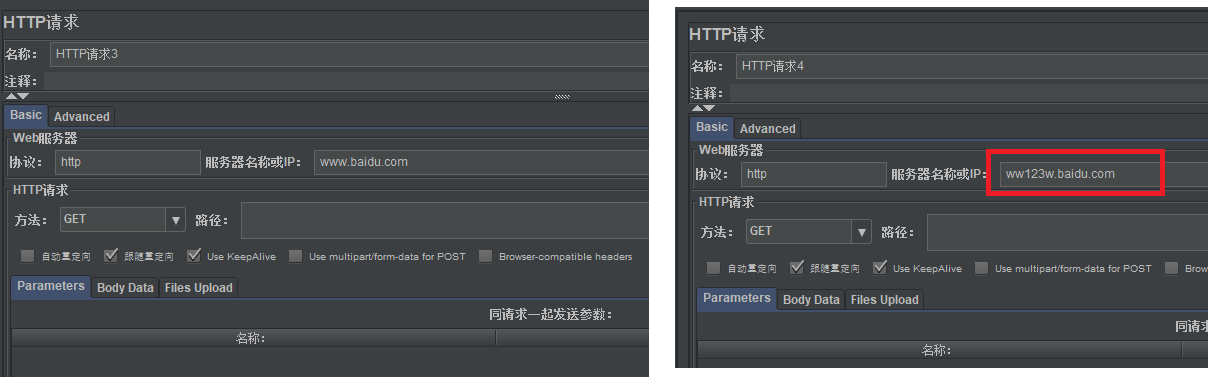 HTTP请求
名称： HTTP请求3
注释：
Basic Advanced
Web服务器
协议： http 服务器名称或IP： www.baidu.com
HTTP请求
方法： GET 路径：
自动重定向 跟随重定向 Use KeepAlive Use multipart/form-data for POST Browser-compatible headers
Parameters Body Data Files Upload
同请求一起发送参数：
名称：
HTTP请求
名称： HTTP请求4
注释：
Basic Advanced
Web服务器
协议： http 服务器名称或IP： ww123w.baidu.com
HTTP请求
方法： GET 路径：
自动重定向 跟随重定向 Use KeepAlive Use multipart/form-data for POST Brow
Parameters Body Data Files Upload
同请求
名称：